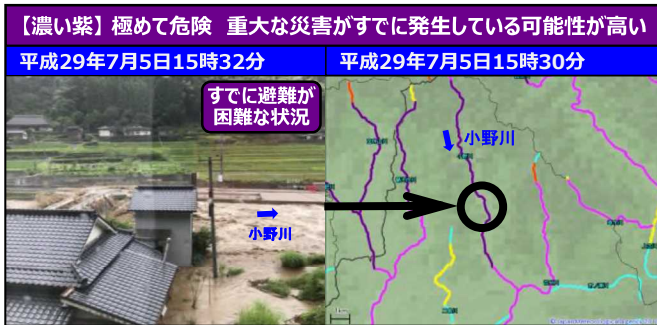 【濃い紫】極めて危険 重大な災害がすでに発生している可能性が高い
平成29年7月5日15時32分
平成29年7月5日15時30分
すでに避難が
困難な状況
小野川
小野川